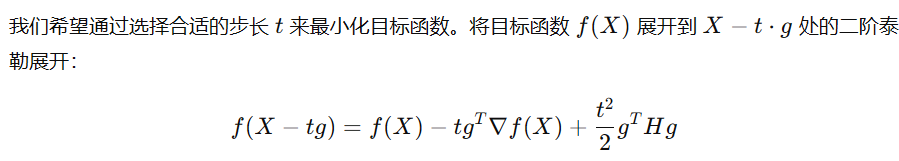 我们希望通过选择合适的步长 t 来最小化目标函数。将目标函数 f(X) 展开到 X − t · g 处的二阶泰
勒展开：
f(X − tg) = f(X) − tg^T ∇f(X) + \frac{t^2}{2} g^T Hg